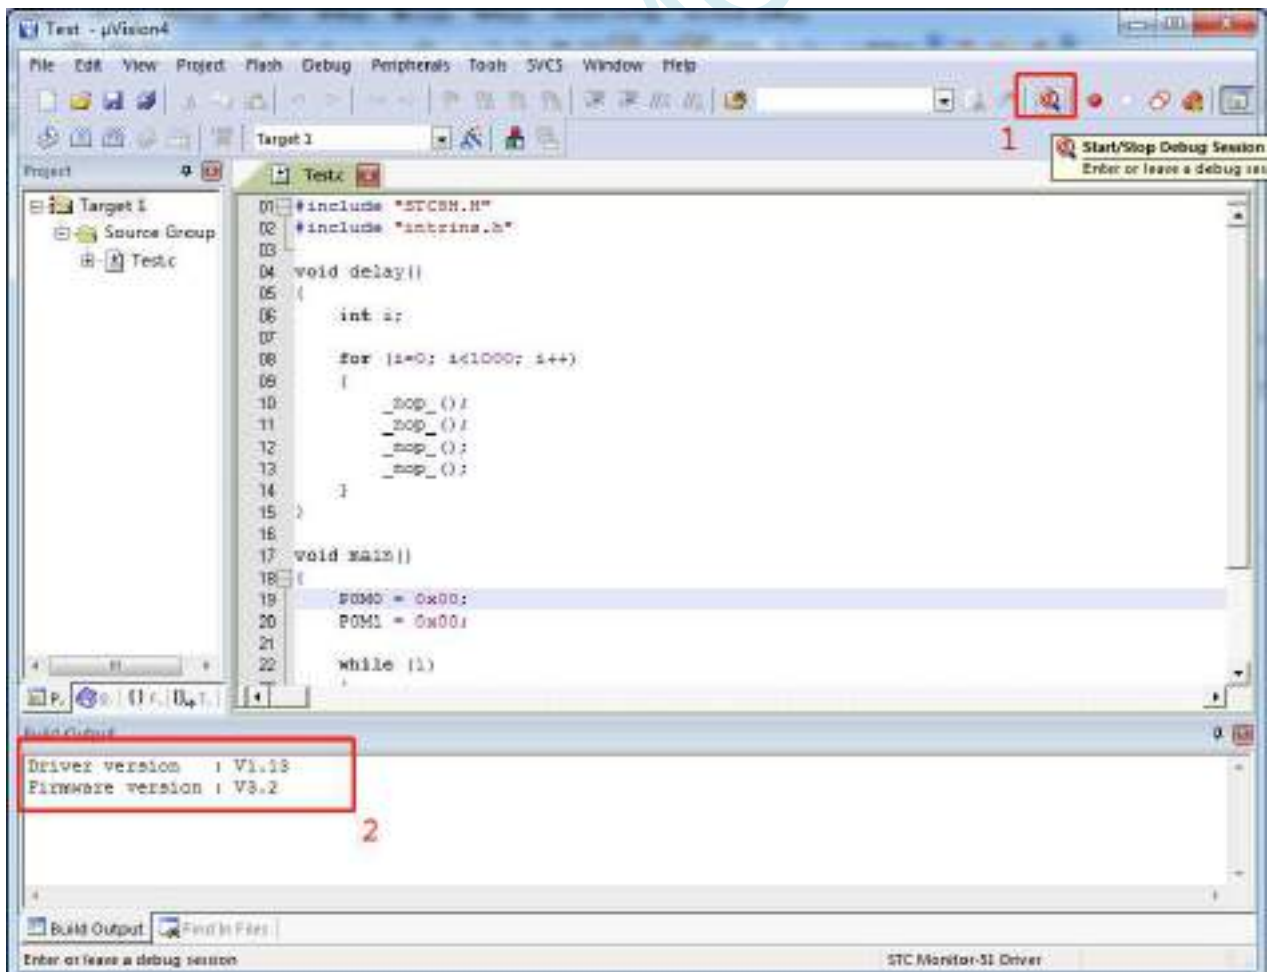 Test - µVision4
File Edit View Project Flash Debug Peripherals Tools SVCS Window Help
1
Target 1
Start/Stop Debug Session
Enter or leave a debug ses
Project
Test.c
Target 1
Source Group
Test.c
01 #include "STC8H.H"
02 #include "intrins.h"
03
04 void delay()
05 {
06 int i;
07
08 for (i=0; i<1000; i++)
09 {
10 _nop_();
11 _nop_();
12 _nop_();
13 _nop_();
14 }
15 }
16
17 void main()
18 {
19 P0M0 = 0x00;
20 P0M1 = 0x00;
21
22 while (1)
Build Output
Driver version : V1.13
Firmware version : V3.2
2
Build Output Find In Files
Enter or leave a debug session STC Monitor-51 Driver